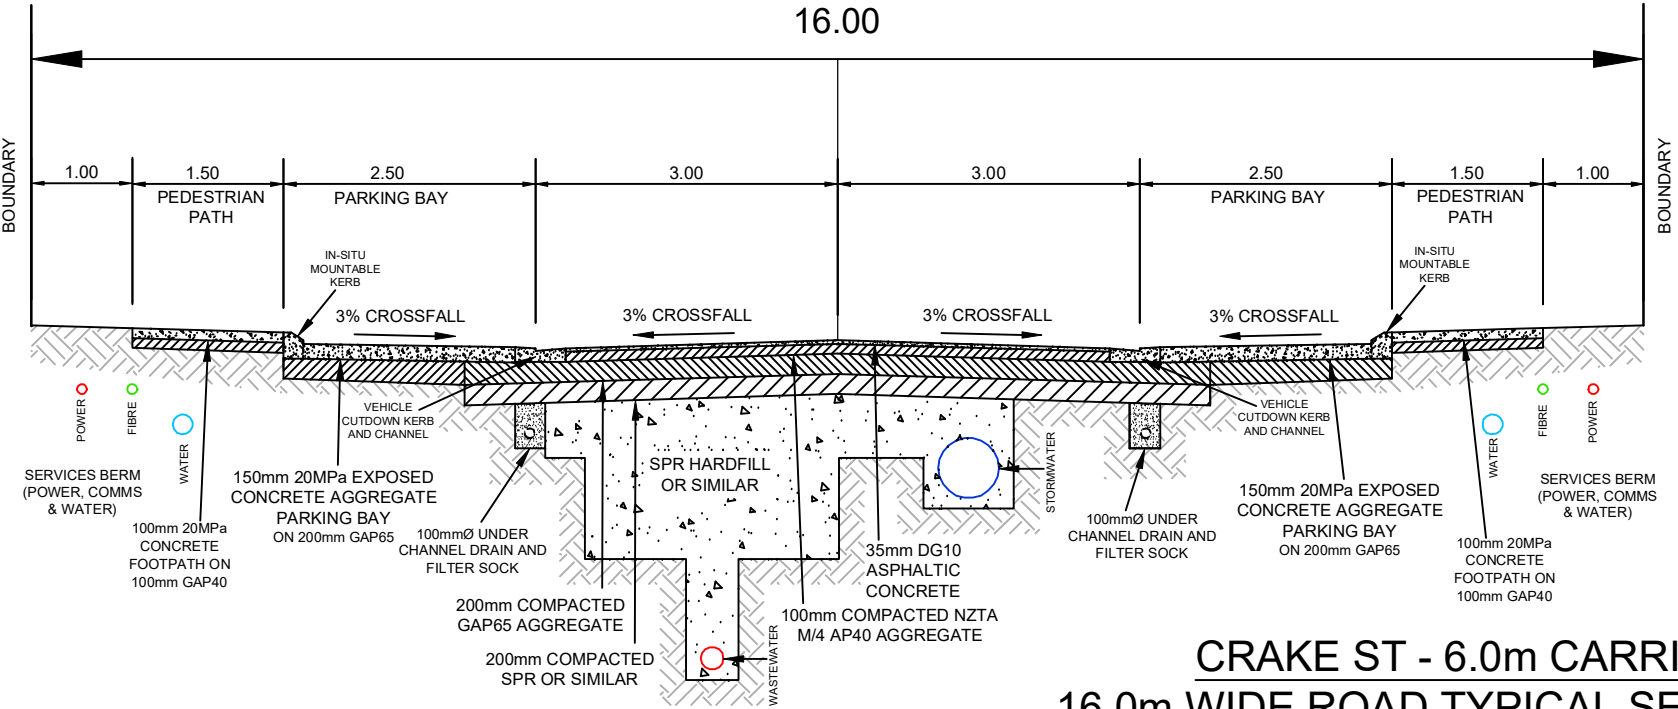 16.00
BOUNDARY
1.00
1.50
2.50
3.00
3.00
2.50
1.50
1.00
BOUNDARY
PEDESTRIAN
PATH
PARKING BAY
PARKING BAY
PEDESTRIAN
PATH
IN-SITU
MOUNTABLE
KERB
IN-SITU
MOUNTABLE
KERB
3% CROSSFALL
3% CROSSFALL
3% CROSSFALL
3% CROSSFALL
POWER
FIBRE
WATER
VEHICLE
CUTDOWN KERB
AND CHANNEL
SPR HARDFILL
OR SIMILAR
STORMWATER
VEHICLE
CUTDOWN KERB
AND CHANNEL
WATER
FIBRE
POWER
SERVICES BERM
(POWER, COMMS
& WATER)
150mm 20MPa EXPOSED
CONCRETE AGGREGATE
PARKING BAY
ON 200mm GAP65
100mm 20MPa
CONCRETE
FOOTPATH ON
100mm GAP40
100mmØ UNDER
CHANNEL DRAIN AND
FILTER SOCK
200mm COMPACTED
GAP65 AGGREGATE
200mm COMPACTED
SPR OR SIMILAR
WASTEWATER
35mm DG10
ASPHALTIC
CONCRETE
100mm COMPACTED NZTA
M/4 AP40 AGGREGATE
100mmØ UNDER
CHANNEL DRAIN AND
FILTER SOCK
150mm 20MPa EXPOSED
CONCRETE AGGREGATE
PARKING BAY
ON 200mm GAP65
100mm 20MPa
CONCRETE
FOOTPATH ON
100mm GAP40
SERVICES BERM
(POWER, COMMS
& WATER)
CRAKE ST - 6.0m CARRI
16.0m WIDE ROAD TYPICAL SE